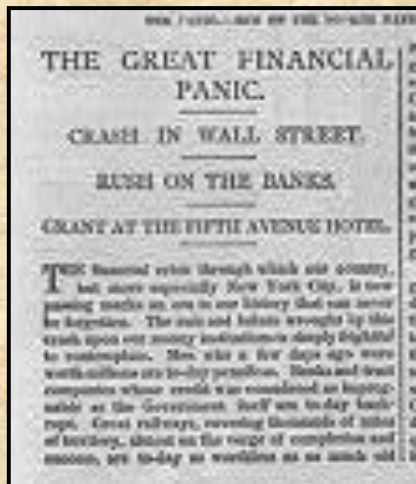 THE GREAT FINANCIAL
PANIC.
CRASH IN WALL STREET.
RUSH ON THE BANKS.
GRANT AT THE FIFTH AVENUE HOTEL.
THE financial crisis through which our country,
but more especially New York City, is now
passing marks an era in our history that can never
be forgotten. The ruin and failure wrought by this
crash upon our money institutions is simply frightful
to contemplate. Men who a few days ago were
worth millions are to-day penniless. Banks and trust
companies whose credit was considered as impreg-
nable as the Government itself are to-day bank-
rupt. Great railways, covering thousands of miles
of territory, almost on the verge of completion and
success, are to-day as worthless as so much old